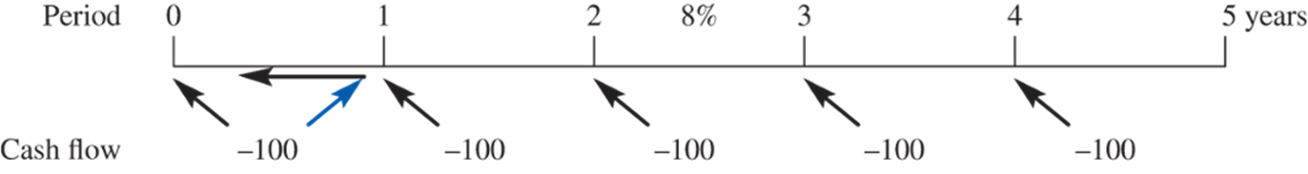 Period 0 1 2 8% 3 4 5 years
Cash flow –100 –100 –100 –100 –100